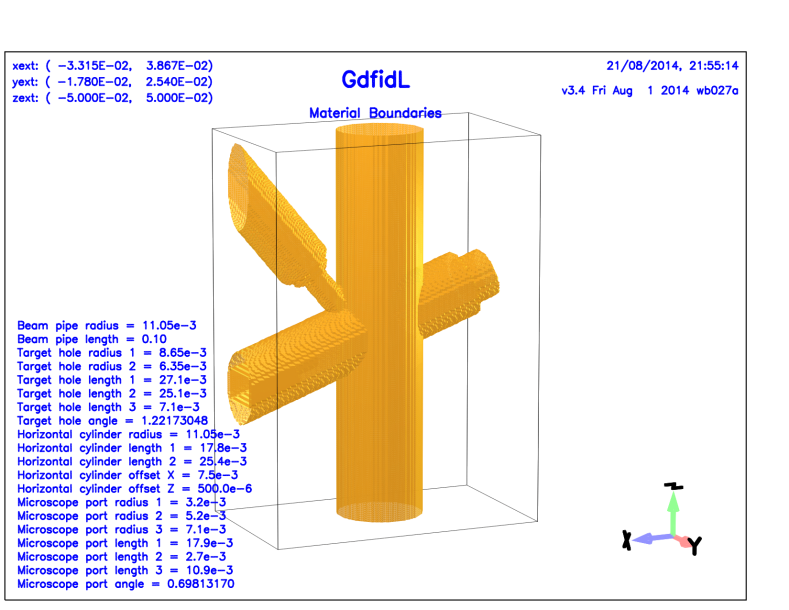 xext: ( -3.315E-02, 3.867E-02)
yext: ( -1.780E-02, 2.540E-02)
zext: ( -5.000E-02, 5.000E-02)
GdfidL
21/08/2014, 21:55:14
v3.4 Fri Aug 1 2014 wb027a
Material Boundaries
Beam pipe radius = 11.05e-3
Beam pipe length = 0.10
Target hole radius 1 = 8.65e-3
Target hole radius 2 = 6.35e-3
Target hole length 1 = 27.1e-3
Target hole length 2 = 25.1e-3
Target hole length 3 = 7.1e-3
Target hole angle = 1.22173048
Horizontal cylinder radius = 11.05e-3
Horizontal cylinder length 1 = 17.8e-3
Horizontal cylinder length 2 = 25.4e-3
Horizontal cylinder offset X = 7.5e-3
Horizontal cylinder offset Z = 500.0e-6
Microscope port radius 1 = 3.2e-3
Microscope port radius 2 = 5.2e-3
Microscope port radius 3 = 7.1e-3
Microscope port length 1 = 17.9e-3
Microscope port length 2 = 2.7e-3
Microscope port length 3 = 10.9e-3
Microscope port angle = 0.69813170
Z
X
Y